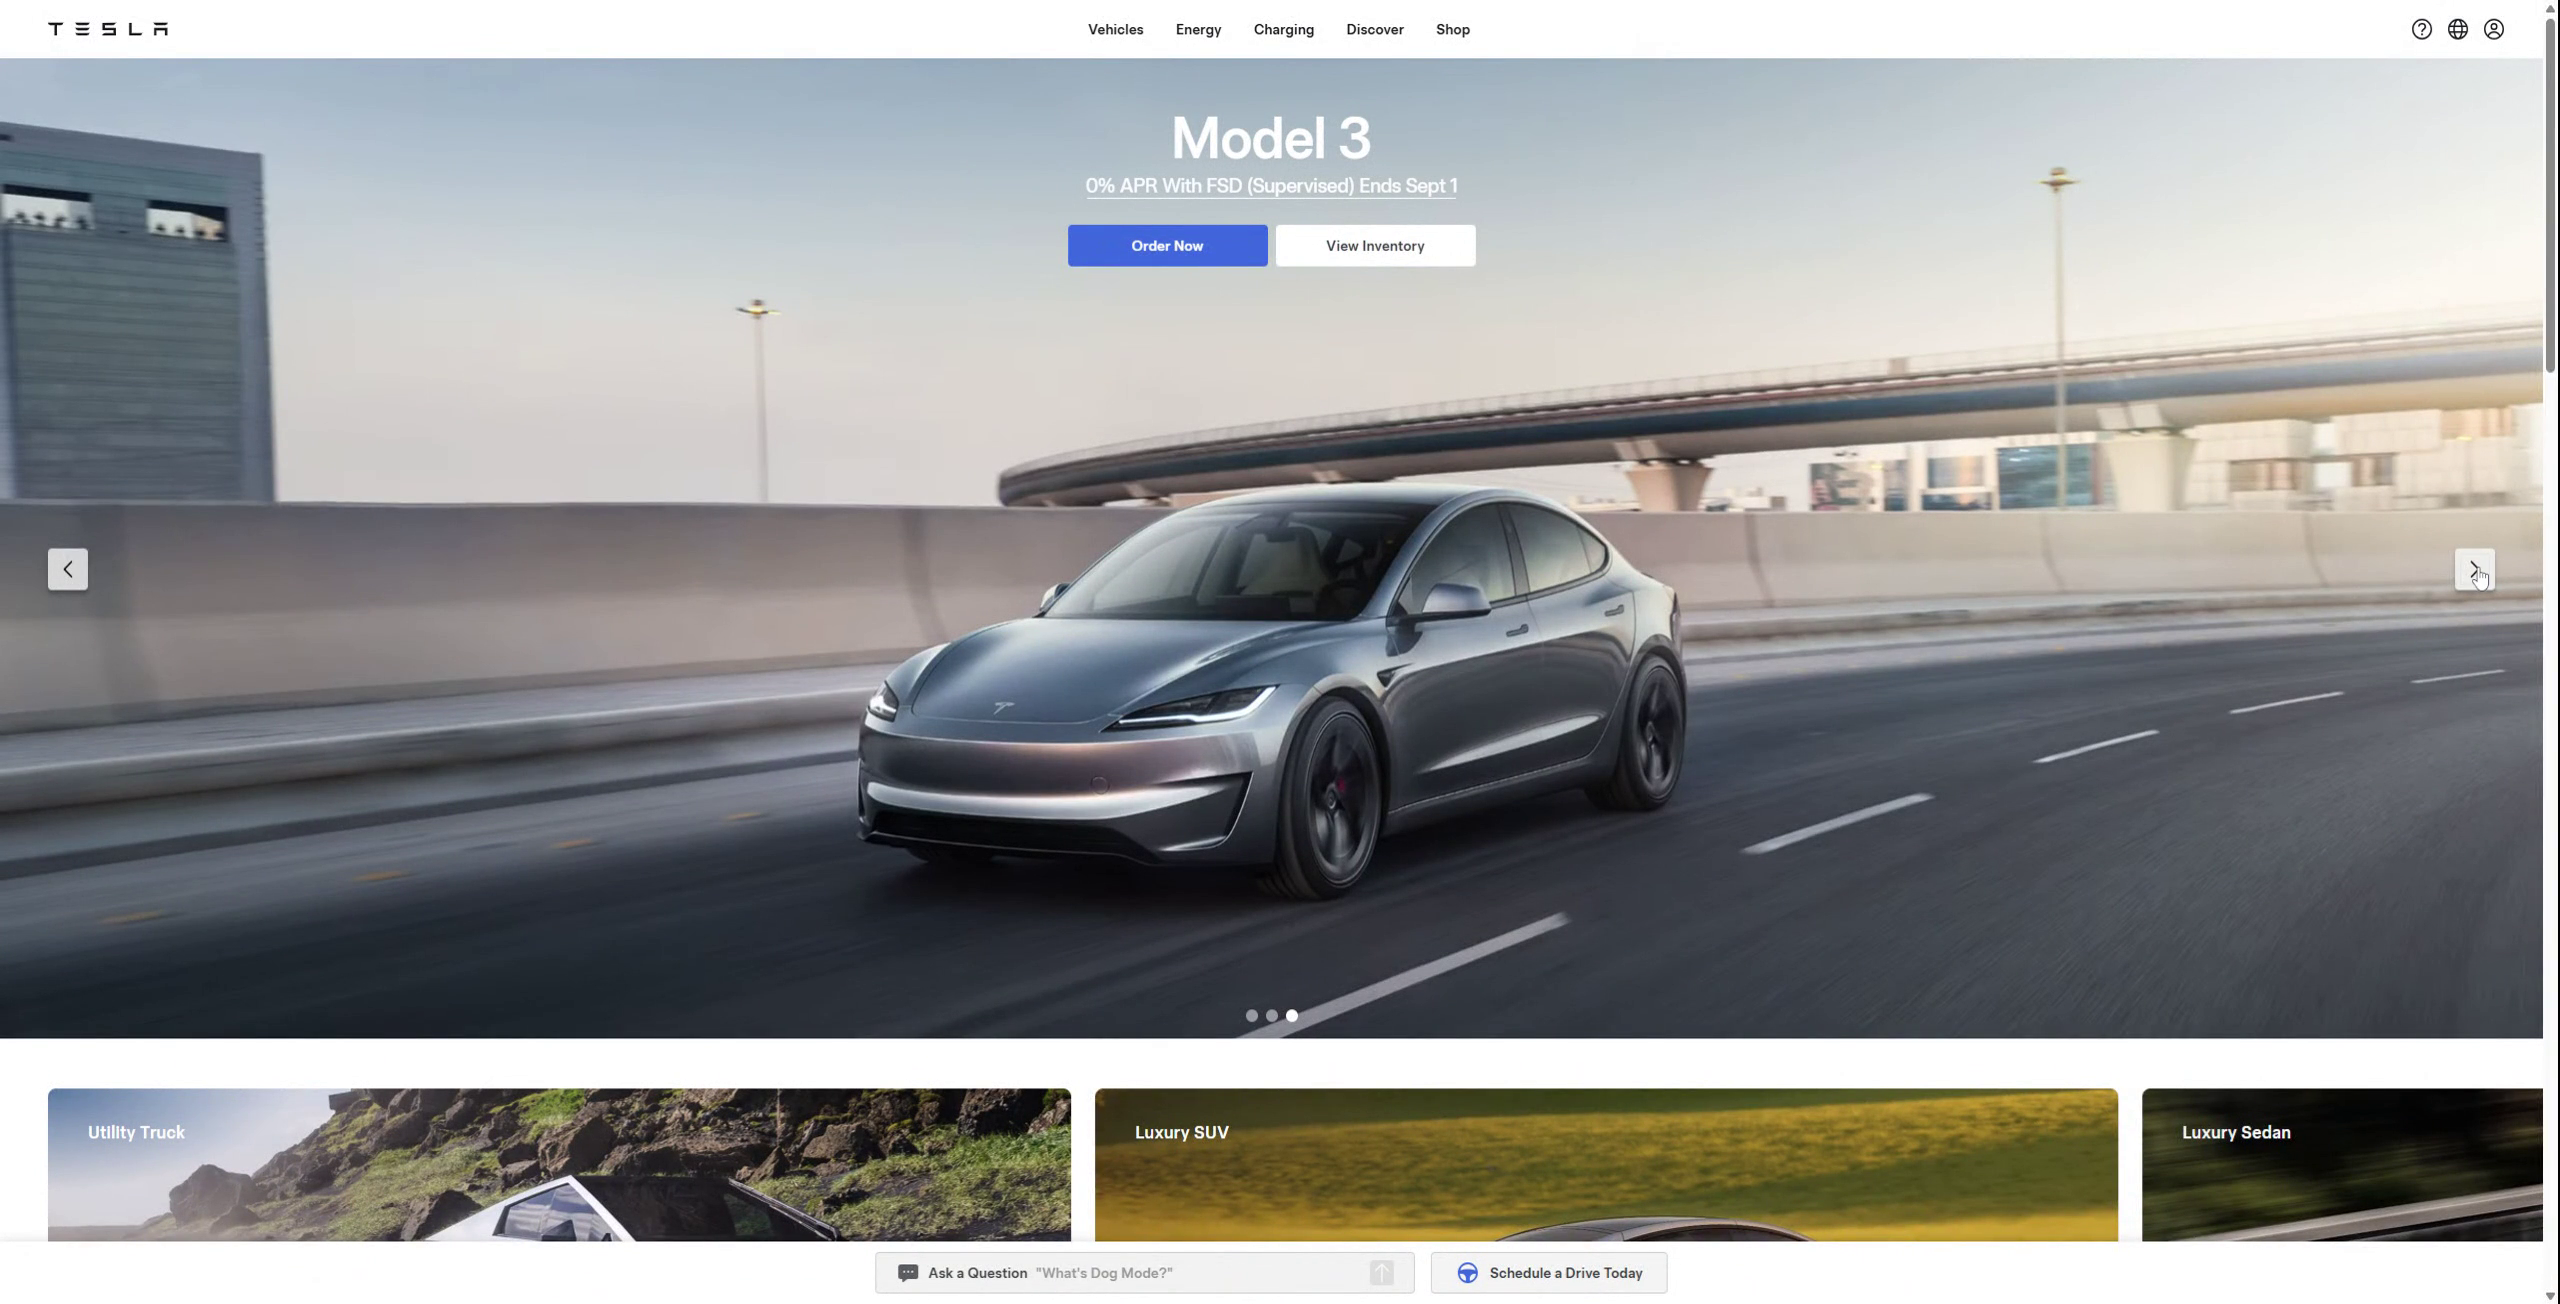 TESLA
Vehicles Energy Charging Discover Shop
Model 3
0% APR With FSD (Supervised) Ends Sept 1
Order Now View Inventory
Utility Truck Luxury SUV Luxury Sedan
Ask a Question "What's Dog Mode?" Schedule a Drive Today